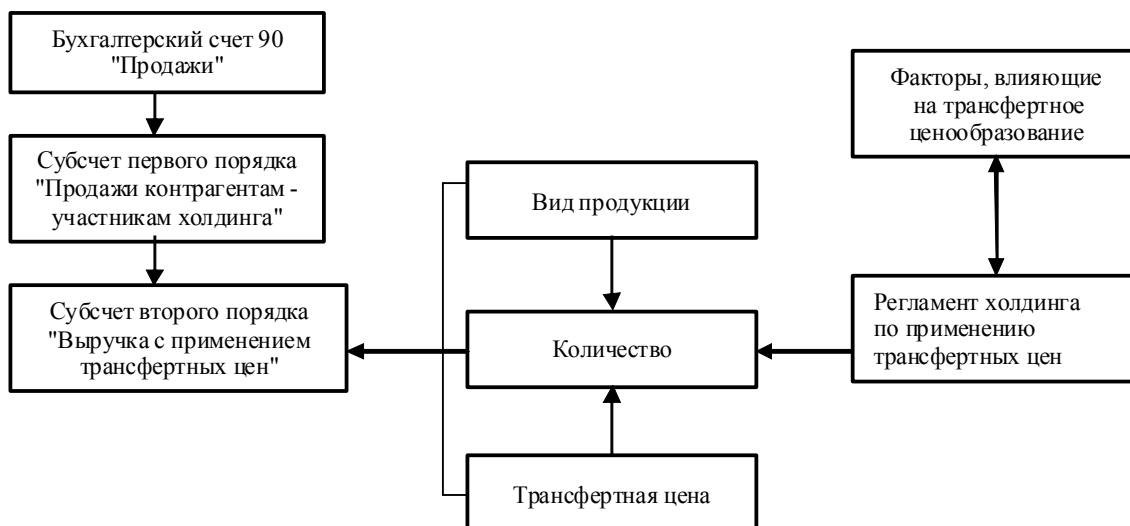 Бухгалтерский счет 90
"Продажи"
Субсчет первого порядка
"Продажи контрагентам -
участникам холдинга"
Субсчет второго порядка
"Выручка с применением
трансфертных цен"
Вид продукции
Количество
Трансфертная цена
Факторы, влияющие
на трансфертное
ценообразование
Регламент холдинга
по применению
трансфертных цен